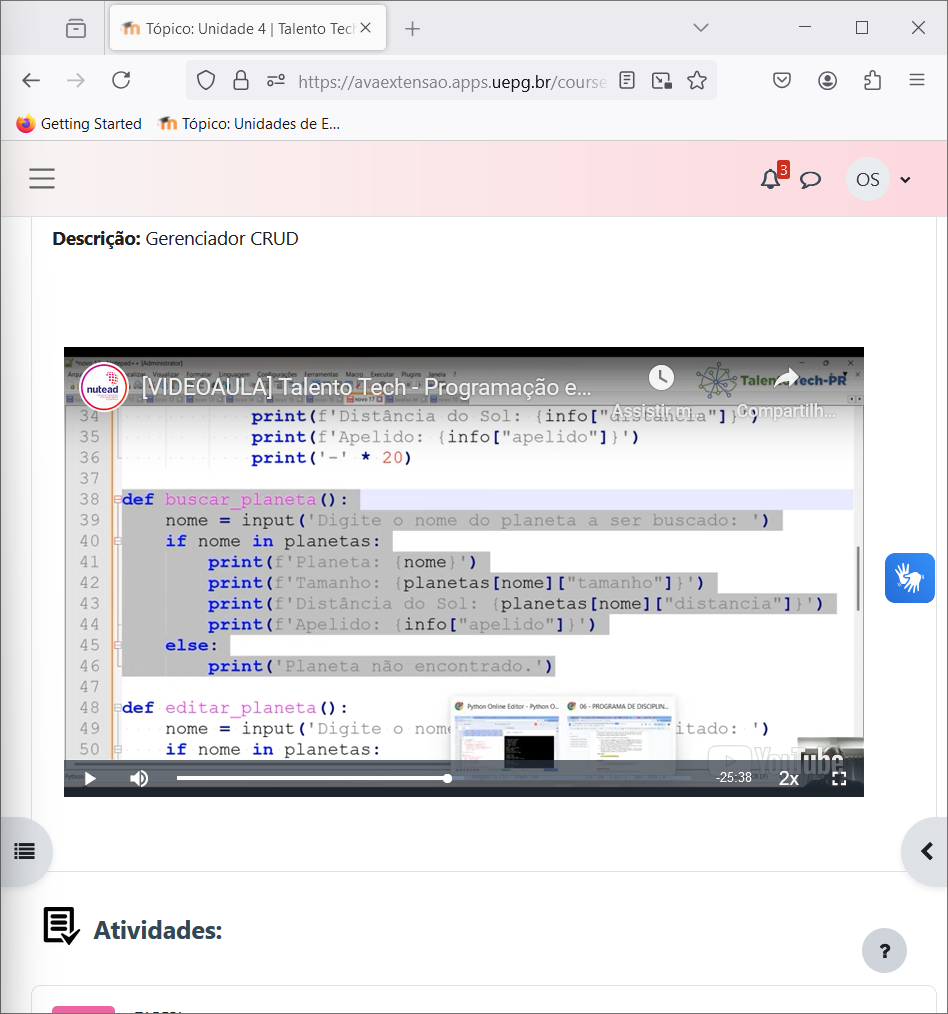 Tópico: Unidade 4 | Talento Tec
https://avaextensao.apps.uepg.br/course
Getting Started
Tópico: Unidades de E...
3
OS
Descrição: Gerenciador CRUD
*novo 17 - Notepad++ [Administrator]
nutead
[VIDEOAULA] Talento Tech - Programação e...
Talento Tech-PR
Assistir m...
Compartilh...
34 print(f'Distância do Sol: {info["distancia"]}')
35 print(f'Apelido: {info["apelido"]}')
36 print('-' * 20)
37
38 def buscar_planeta():
39 nome = input('Digite o nome do planeta a ser buscado: ')
40 if nome in planetas:
41 print(f'Planeta: {nome}')
42 print(f'Tamanho: {planetas[nome]["tamanho"]}')
43 print(f'Distância do Sol: {planetas[nome]["distancia"]}')
44 print(f'Apelido: {info["apelido"]}')
45 else:
46 print('Planeta não encontrado.')
47
48 def editar_planeta():
49 nome = input('Digite o nome itado: ')
50 if nome in planetas:
Python Online Editor - Python O...
06 - PROGRAMA DE DISCIPLIN...
YouTube
-25:38
2x
Atividades:
?